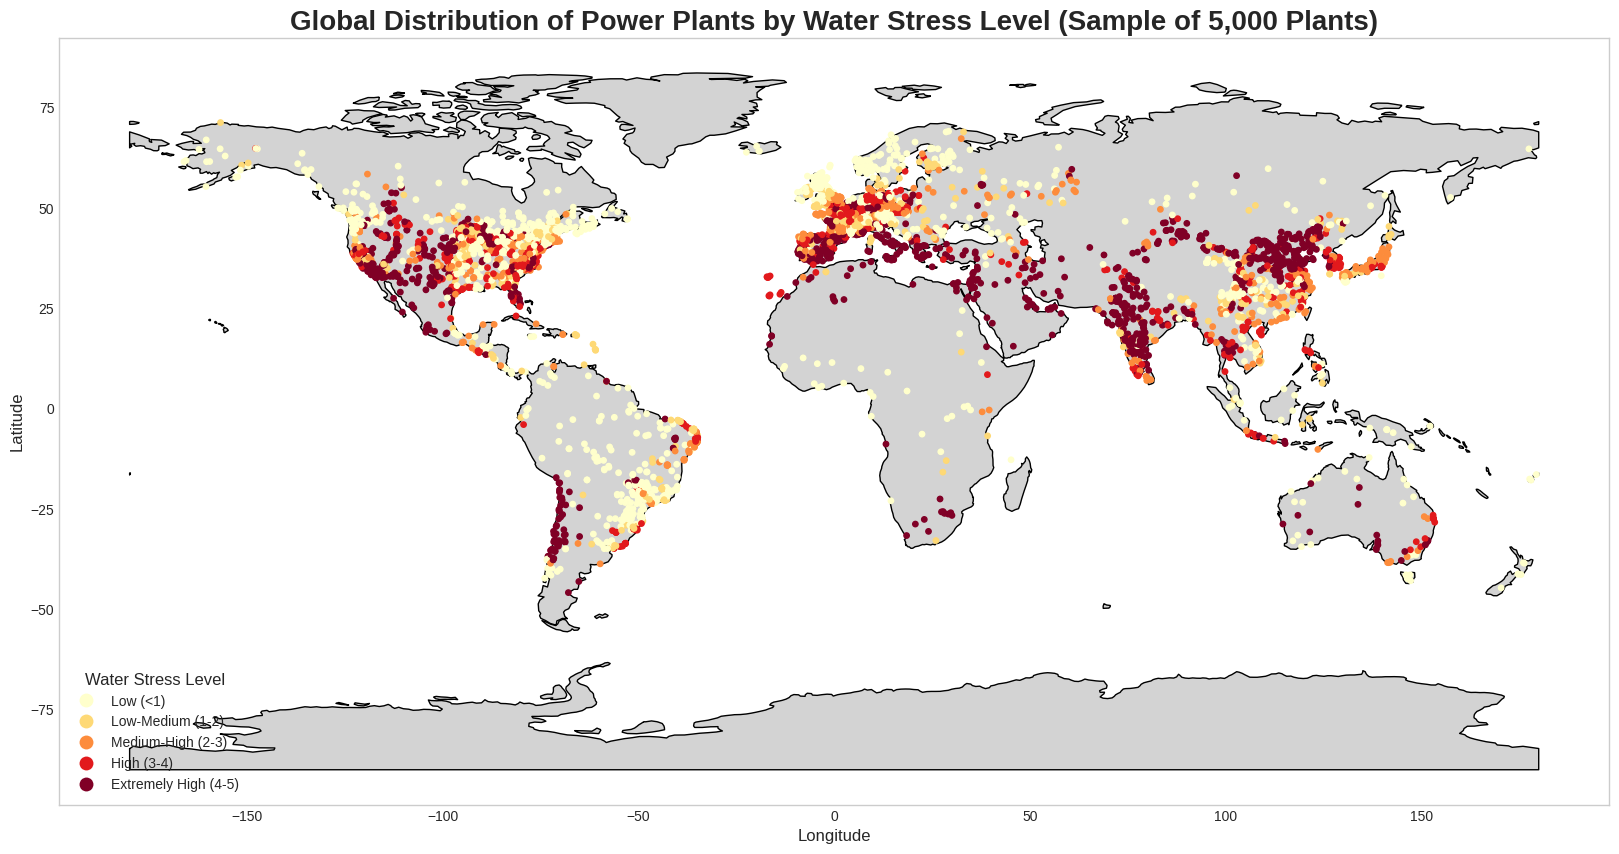 Global Distribution of Power Plants by Water Stress Level (Sample of 5,000 Plants)
75
50
25
0
−25
−50
−75
Latitude
Water Stress Level
Low (<1)
Low-Medium (1-2)
Medium-High (2-3)
High (3-4)
Extremely High (4-5)
−150 −100 −50 0 50 100 150
Longitude